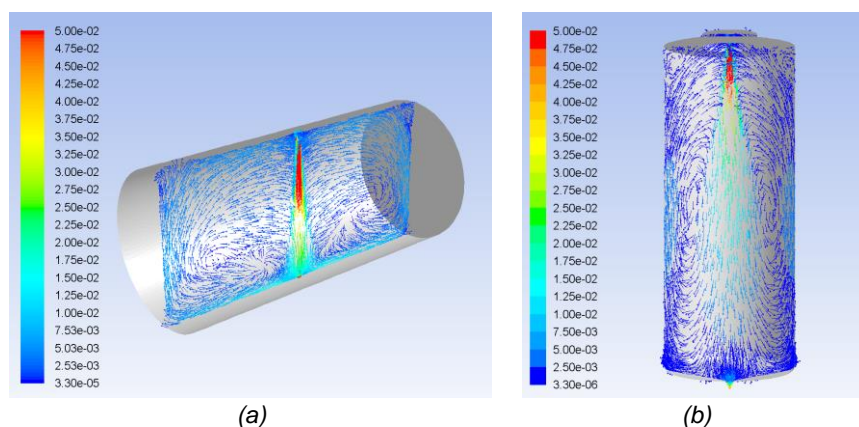 5.00e-02
4.75e-02
4.50e-02
4.25e-02
4.00e-02
3.75e-02
3.50e-02
3.25e-02
3.00e-02
2.75e-02
2.50e-02
2.25e-02
2.00e-02
1.75e-02
1.50e-02
1.25e-02
1.00e-02
7.53e-03
5.03e-03
2.53e-03
3.30e-05
(a)
5.00e-02
4.75e-02
4.50e-02
4.25e-02
4.00e-02
3.75e-02
3.50e-02
3.25e-02
3.00e-02
2.75e-02
2.50e-02
2.25e-02
2.00e-02
1.75e-02
1.50e-02
1.25e-02
1.00e-02
7.50e-03
5.00e-03
2.50e-03
3.30e-06
(b)